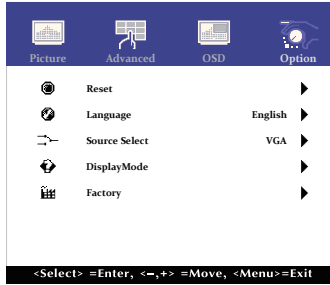 Picture Advanced OSD Option
Reset
Language English
Source Select VGA
DisplayMode
Factory
<Select> =Enter, <–,+> =Move, <Menu>=Exit